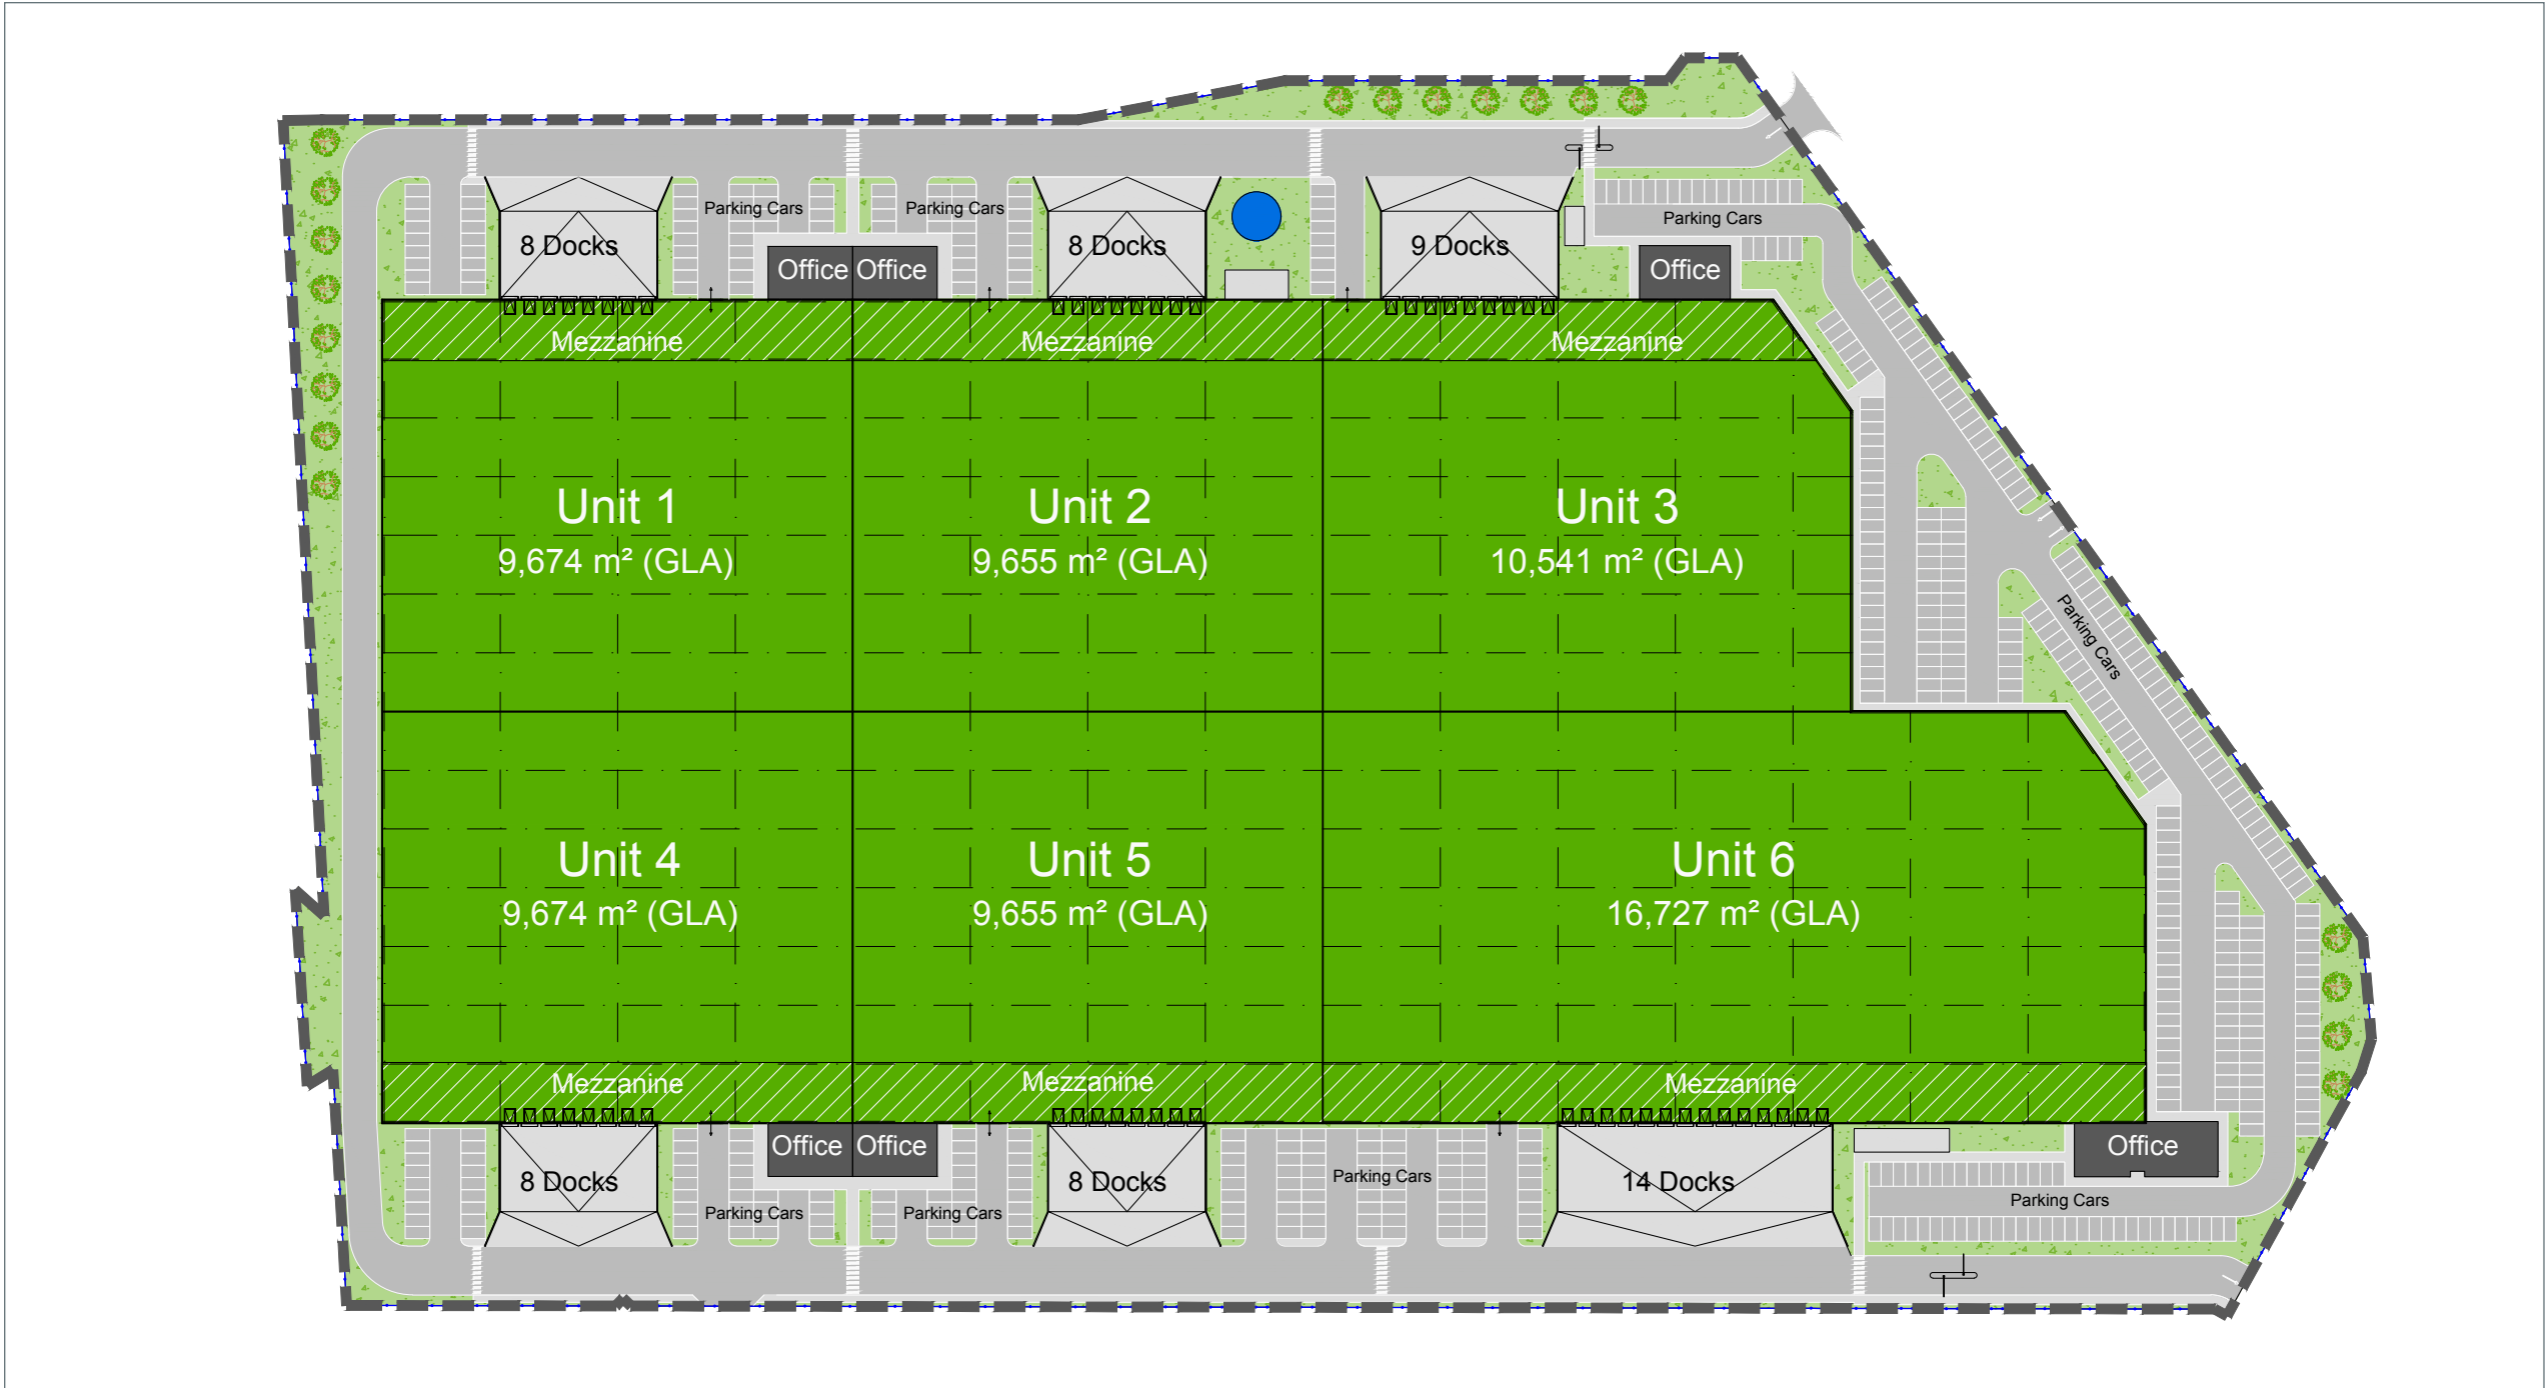 Parking Cars
Parking Cars
Parking Cars
8 Docks
8 Docks
9 Docks
Office
Office
Office
Mezzanine
Mezzanine
Mezzanine
Unit 1
9,674 m² (GLA)
Unit 2
9,655 m² (GLA)
Unit 3
10,541 m² (GLA)
Parking Cars
Unit 4
9,674 m² (GLA)
Unit 5
9,655 m² (GLA)
Unit 6
16,727 m² (GLA)
Mezzanine
Mezzanine
Mezzanine
Office
Office
Office
8 Docks
8 Docks
Parking Cars
14 Docks
Parking Cars
Parking Cars
Parking Cars